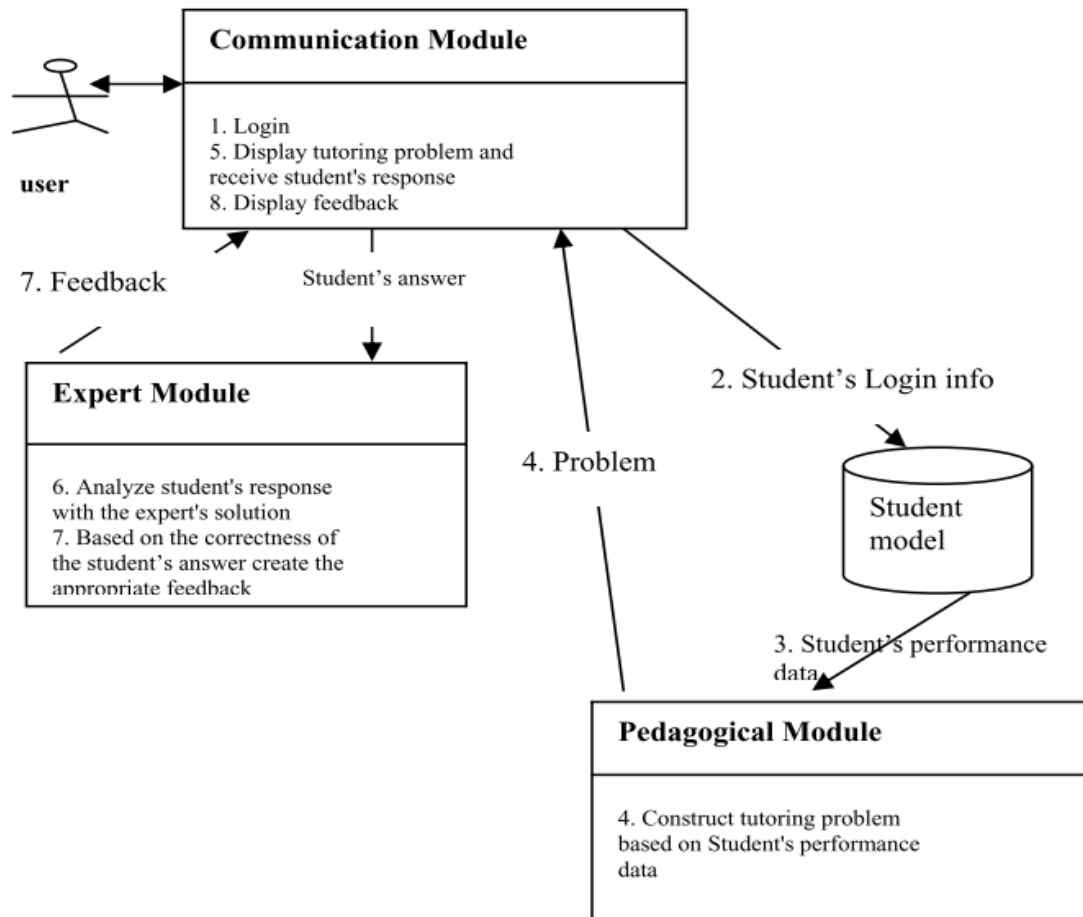 Communication Module
1. Login
5. Display tutoring problem and
receive student's response
8. Display feedback
user
7. Feedback
Student’s answer
Expert Module
6. Analyze student's response
with the expert's solution
7. Based on the correctness of
the student’s answer create the
appropriate feedback
2. Student’s Login info
4. Problem
Student
model
3. Student’s performance
data
Pedagogical Module
4. Construct tutoring problem
based on Student's performance
data